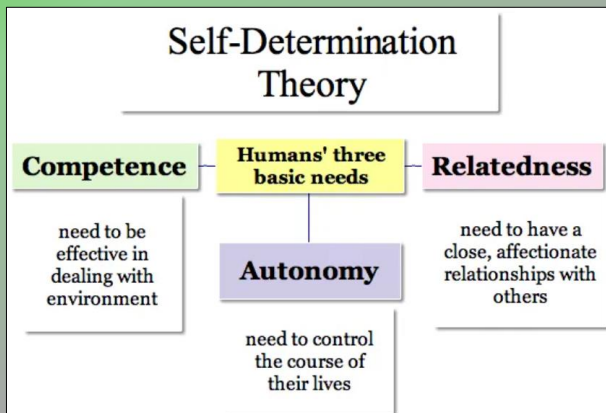 Self-Determination
Theory
Competence
Humans' three
basic needs
Relatedness
need to be
effective in
dealing with
environment
Autonomy
need to have a
close, affectionate
relationships with
others
need to control
the course of
their lives